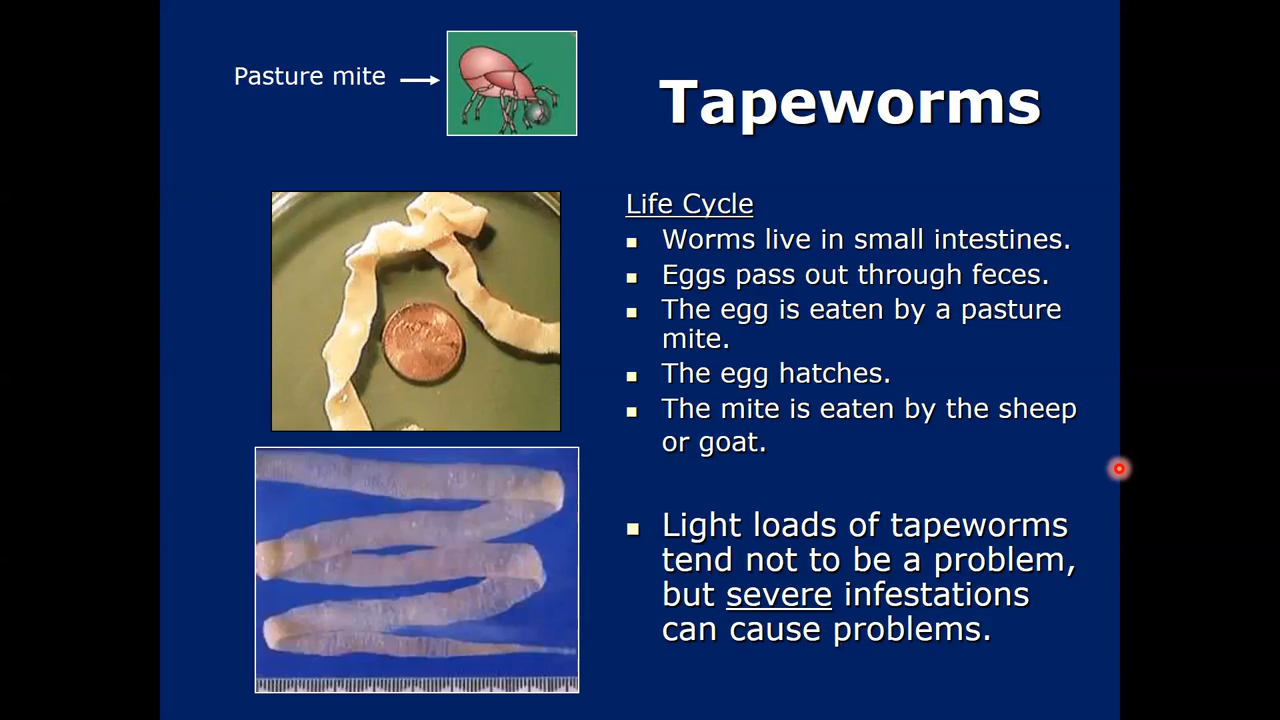 Pasture mite
Tapeworms
Life Cycle
Worms live in small intestines.
Eggs pass out through feces.
The egg is eaten by a pasture
mite.
The egg hatches.
The mite is eaten by the sheep
or goat.
Light loads of tapeworms
tend not to be a problem,
but severe infestations
can cause problems.